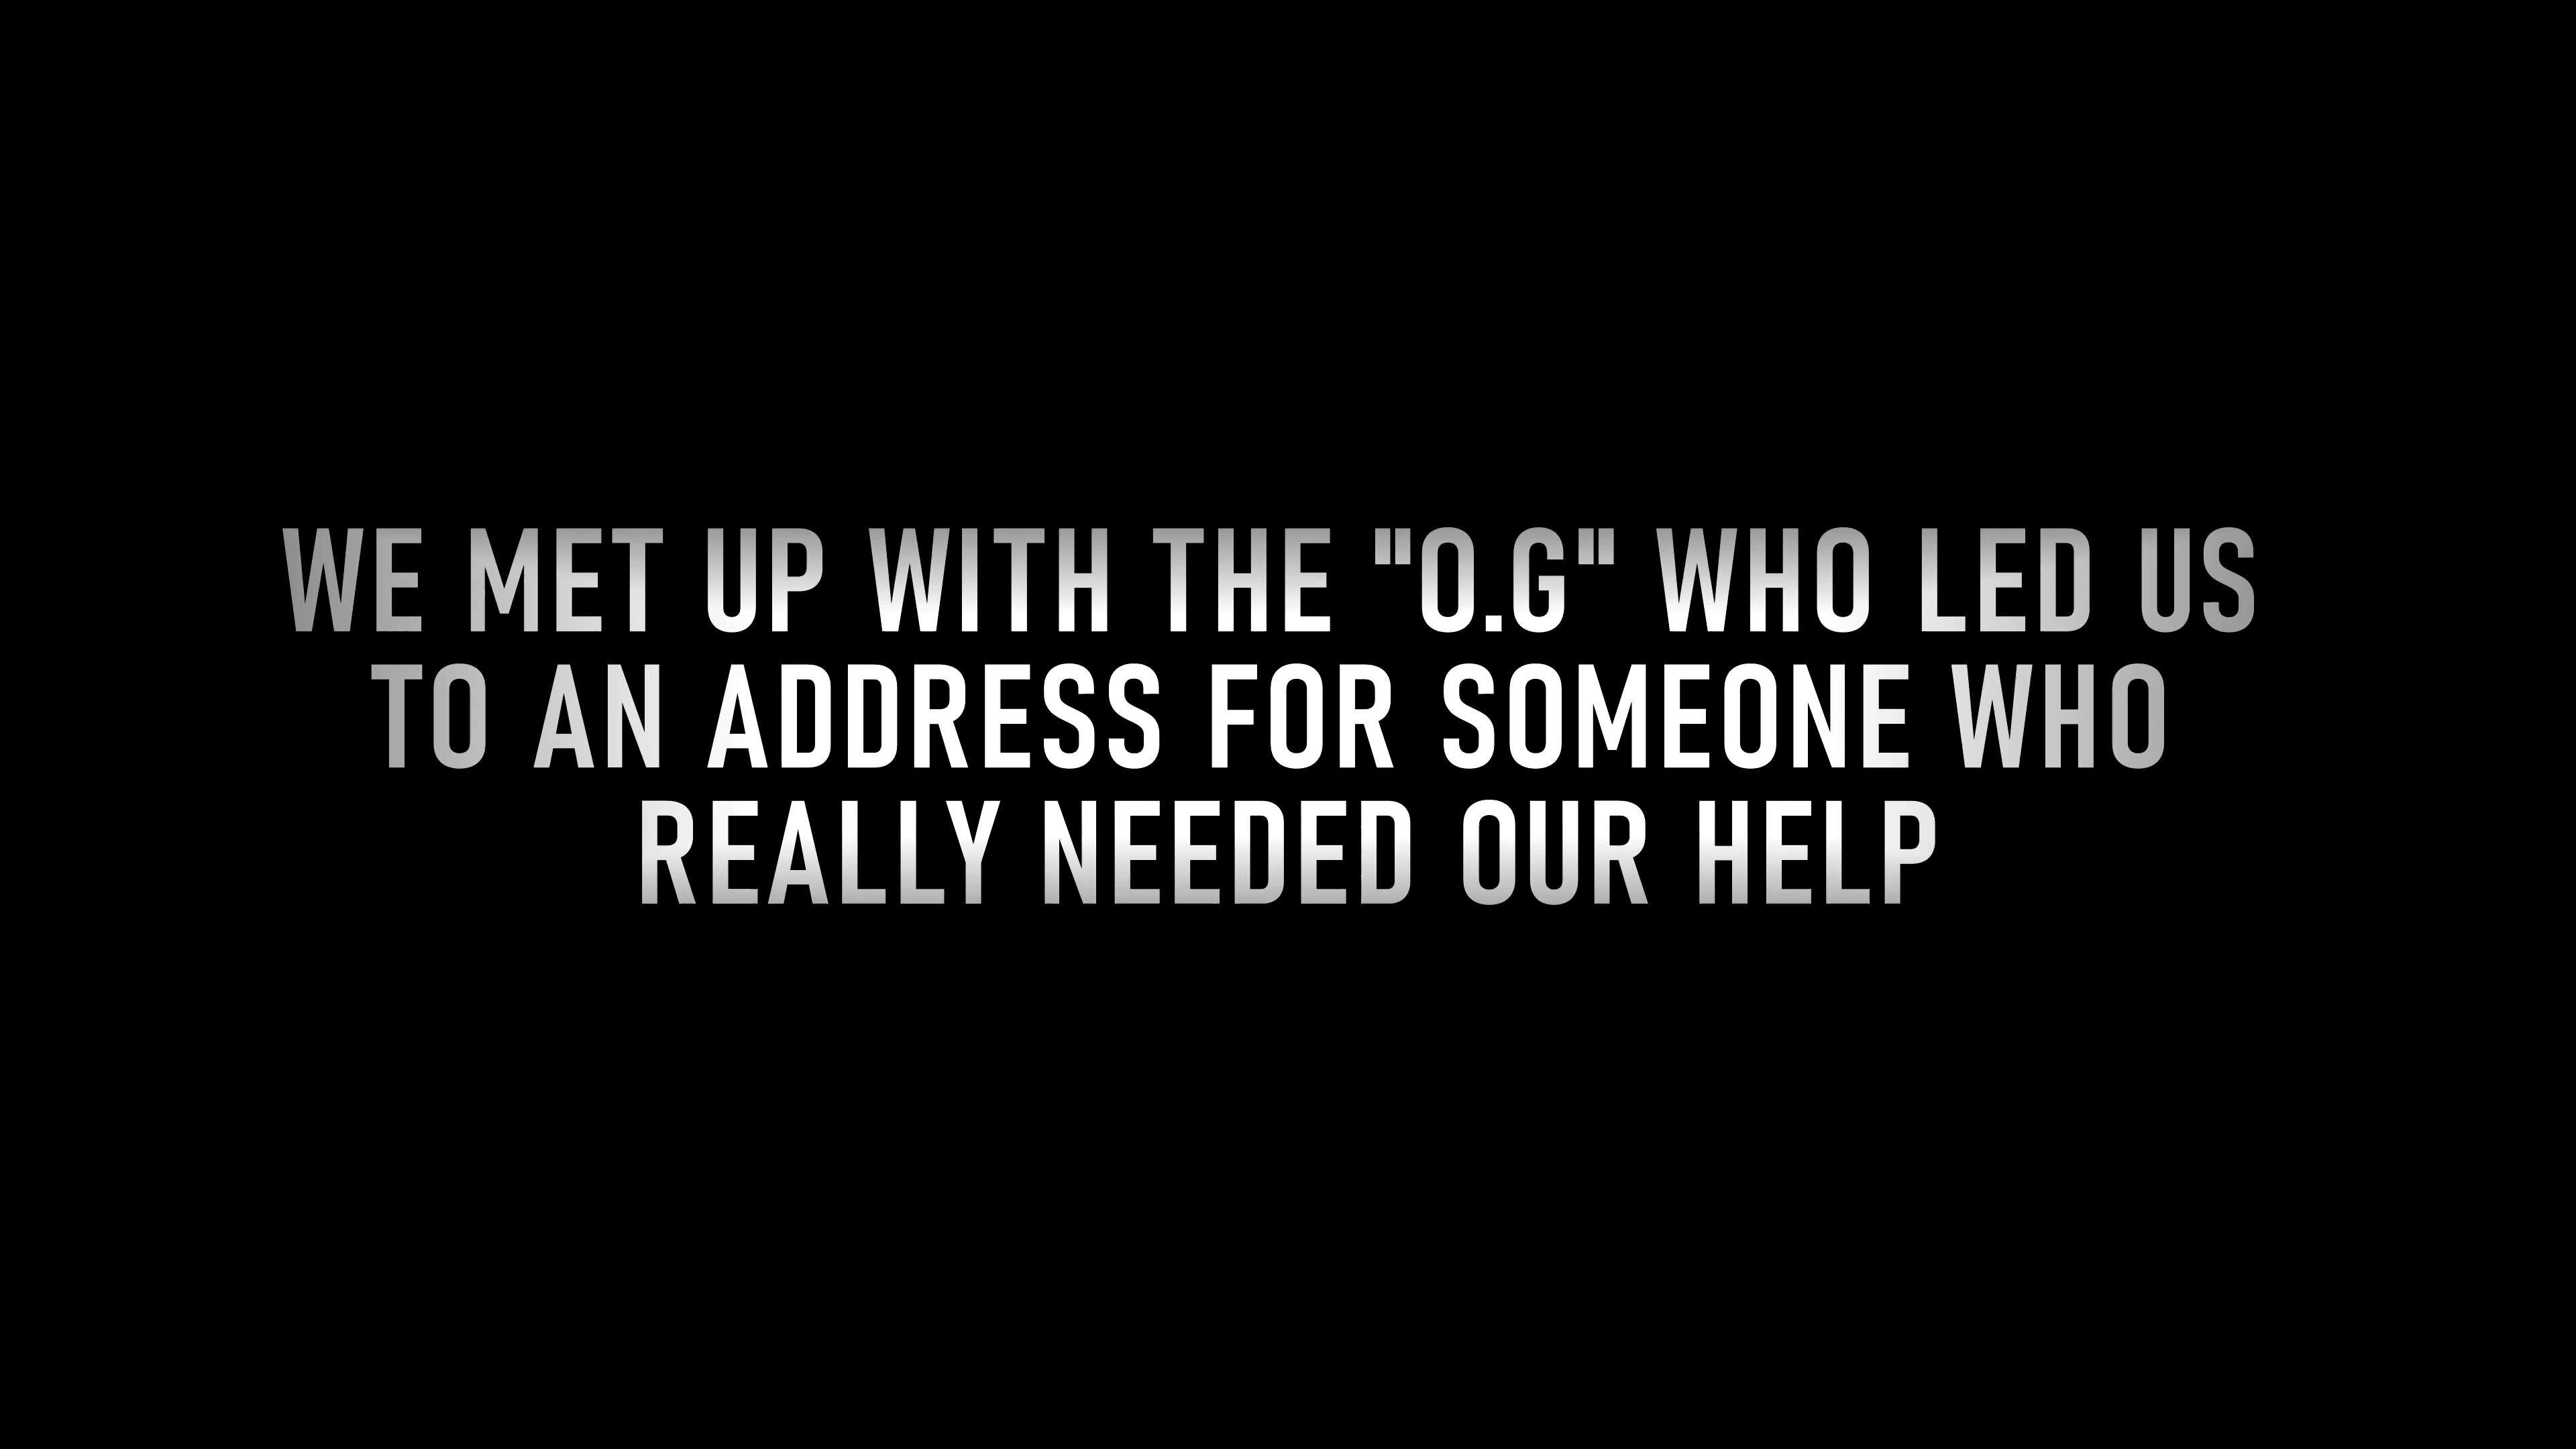 WE MET UP WITH THE "O.G" WHO LED US
TO AN ADDRESS FOR SOMEONE WHO
REALLY NEEDED OUR HELP